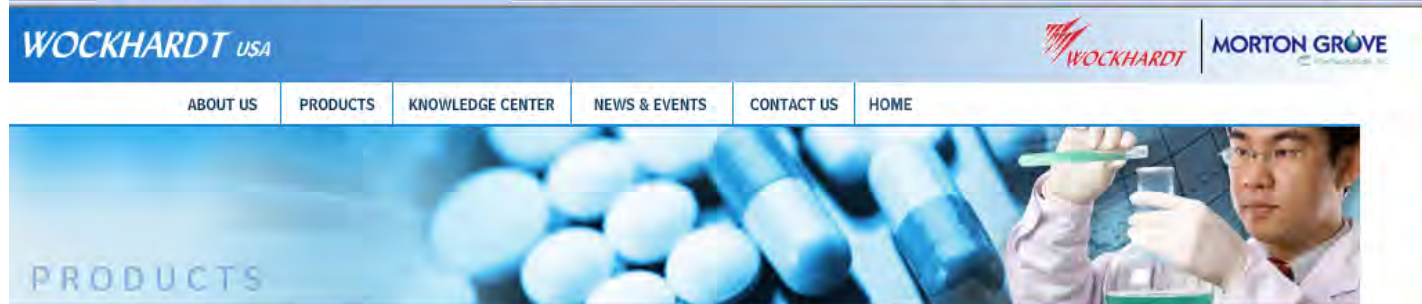 WOCKHARDT USA
WOCKHARDT
MORTON GROVE
ABOUT US
PRODUCTS
KNOWLEDGE CENTER
NEWS & EVENTS
CONTACT US
HOME
PRODUCTS